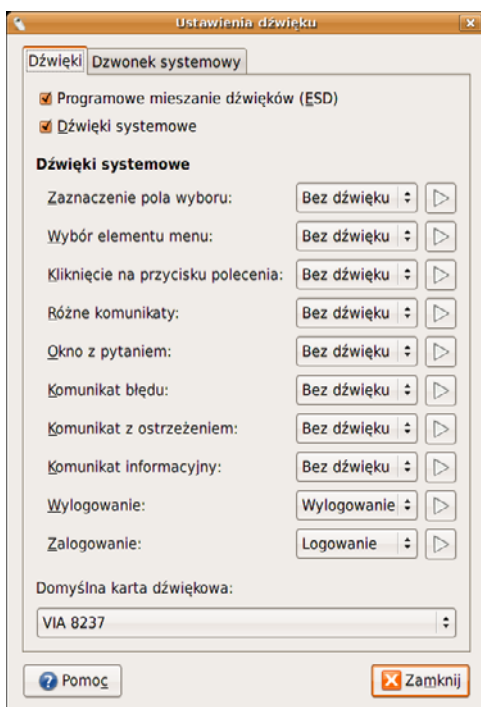 Ustawienia dźwięku
Dźwięki Dzwonek systemowy
Programowe mieszanie dźwięków (ESD)
Dźwięki systemowe
Dźwięki systemowe
Zaznaczenie pola wyboru: Bez dźwięku
Wybór elementu menu: Bez dźwięku
Kliknięcie na przycisku polecenia: Bez dźwięku
Różne komunikaty: Bez dźwięku
Okno z pytaniem: Bez dźwięku
Komunikat błędu: Bez dźwięku
Komunikat z ostrzeżeniem: Bez dźwięku
Komunikat informacyjny: Bez dźwięku
Wylogowanie: Wylogowanie
Zalogowanie: Logowanie
Domyślna karta dźwiękowa:
VIA 8237
Pomoc Zamknij